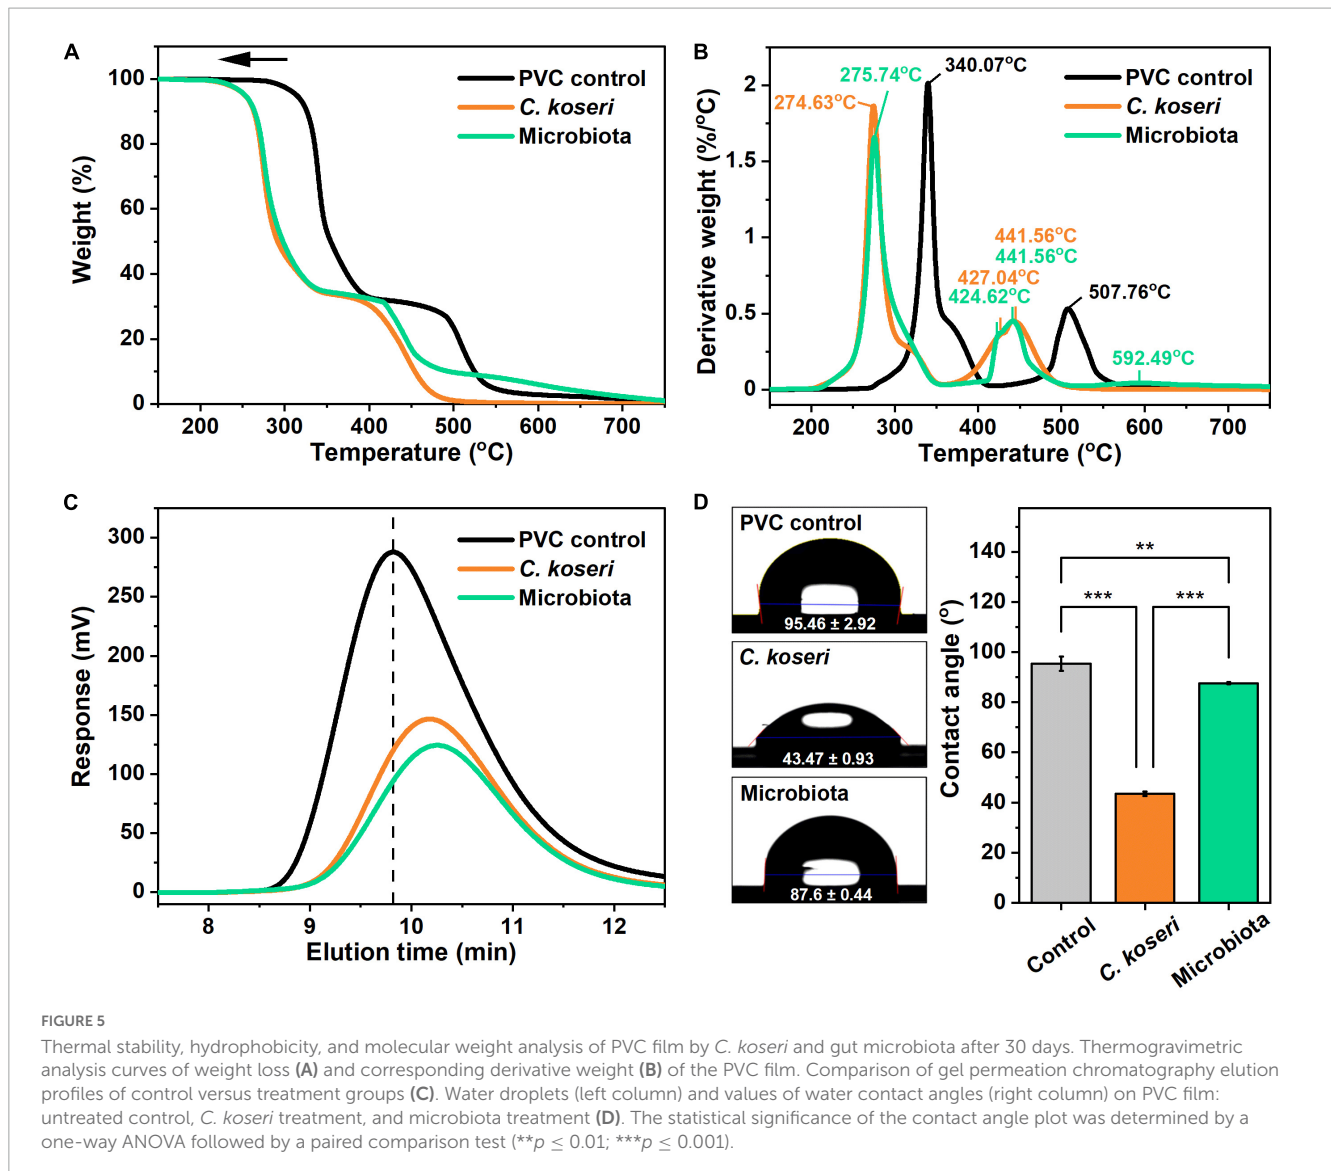 A
PVC control
C. koseri
Microbiota
100
80
60
40
20
0
Weight (%)
200 300 400 500 600 700
Temperature (°C)
B
340.07°C
275.74°C
274.63°C
PVC control
C. koseri
Microbiota
441.56°C
441.56°C
427.04°C
424.62°C
507.76°C
592.49°C
2
1.5
1
0.5
0
Derivative weight (%/°C)
200 300 400 500 600 700
Temperature (°C)
C
PVC control
C. koseri
Microbiota
300
250
200
150
100
50
0
Response (mV)
8 9 10 11 12
Elution time (min)
D
PVC control
95.46 ± 2.92
C. koseri
43.47 ± 0.93
Microbiota
87.6 ± 0.44
**
*** ***
140
120
100
80
60
40
20
0
Contact angle (°)
Control
C. koseri
Microbiota
FIGURE 5
Thermal stability, hydrophobicity, and molecular weight analysis of PVC film by C. koseri and gut microbiota after 30 days. Thermogravimetric
analysis curves of weight loss (A) and corresponding derivative weight (B) of the PVC film. Comparison of gel permeation chromatography elution
profiles of control versus treatment groups (C). Water droplets (left column) and values of water contact angles (right column) on PVC film:
untreated control, C. koseri treatment, and microbiota treatment (D). The statistical significance of the contact angle plot was determined by a
one-way ANOVA followed by a paired comparison test (**p ≤ 0.01; ***p ≤ 0.001).